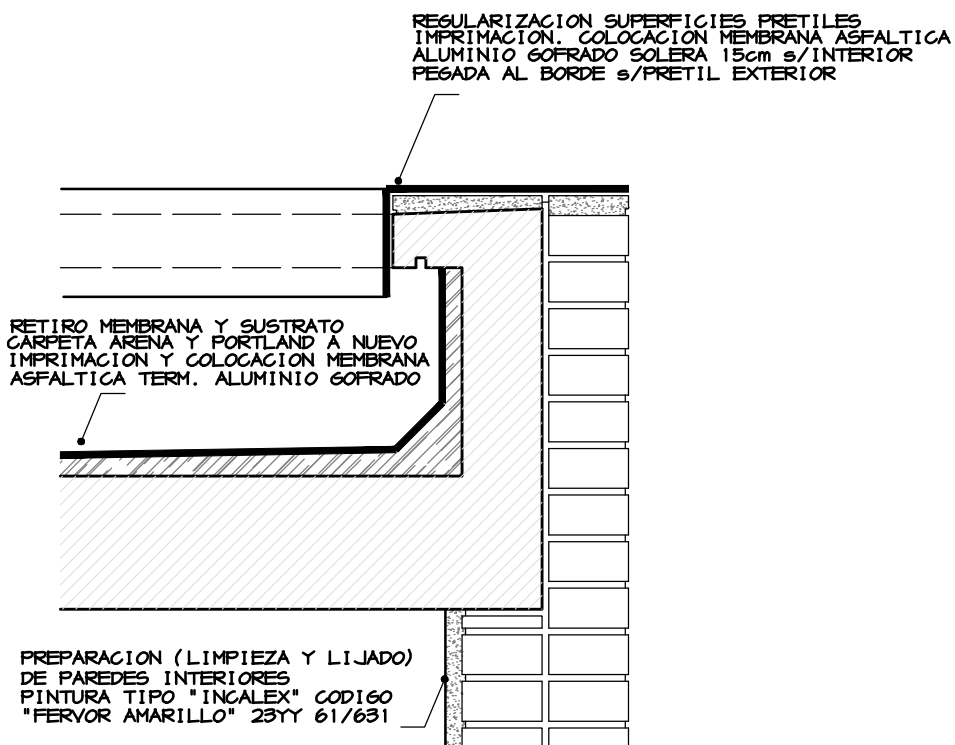 REGULARIZACION SUPERFICIES PRETILES
IMPRIMACION. COLOCACION MEMBRANA ASFALTICA
ALUMINIO GOFRADO SOLERA 15cm s/INTERIOR
PEGADA AL BORDE s/PRETIL EXTERIOR
RETIRO MEMBRANA Y SUSTRATO
CARPETA ARENA Y PORTLAND A NUEVO
IMPRIMACION Y COLOCACION MEMBRANA
ASFALTICA TERM. ALUMINIO GOFRADO
PREPARACION (LIMPIEZA Y LIJADO)
DE PAREDES INTERIORES
PINTURA TIPO "INCALEX" CODIGO
"FERVOR AMARILLO" 23YY 61/631